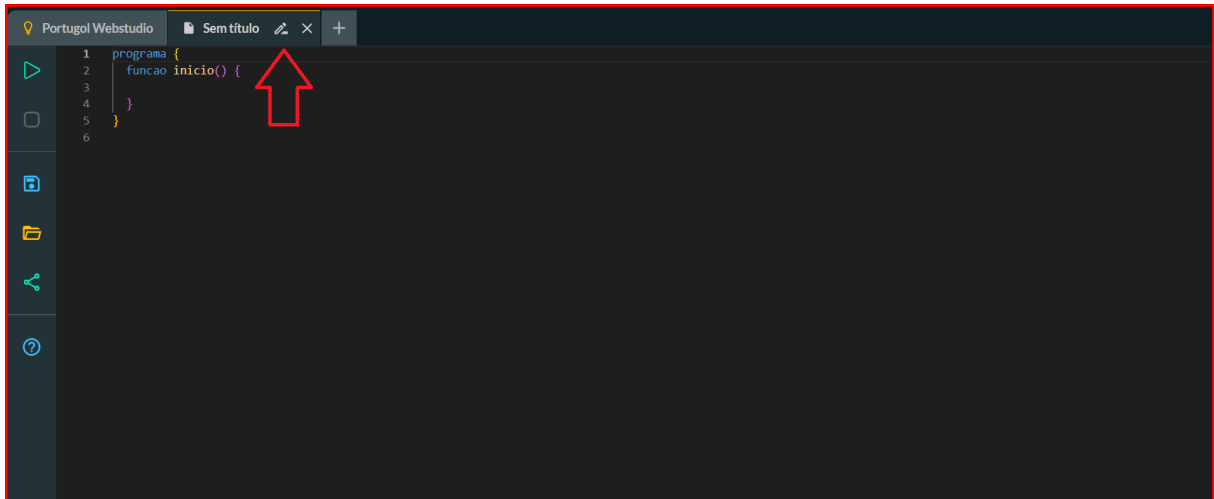 Portugol Webstudio Sem título
1 programa {
2 funcao inicio() {
3
4 }
5 }
6